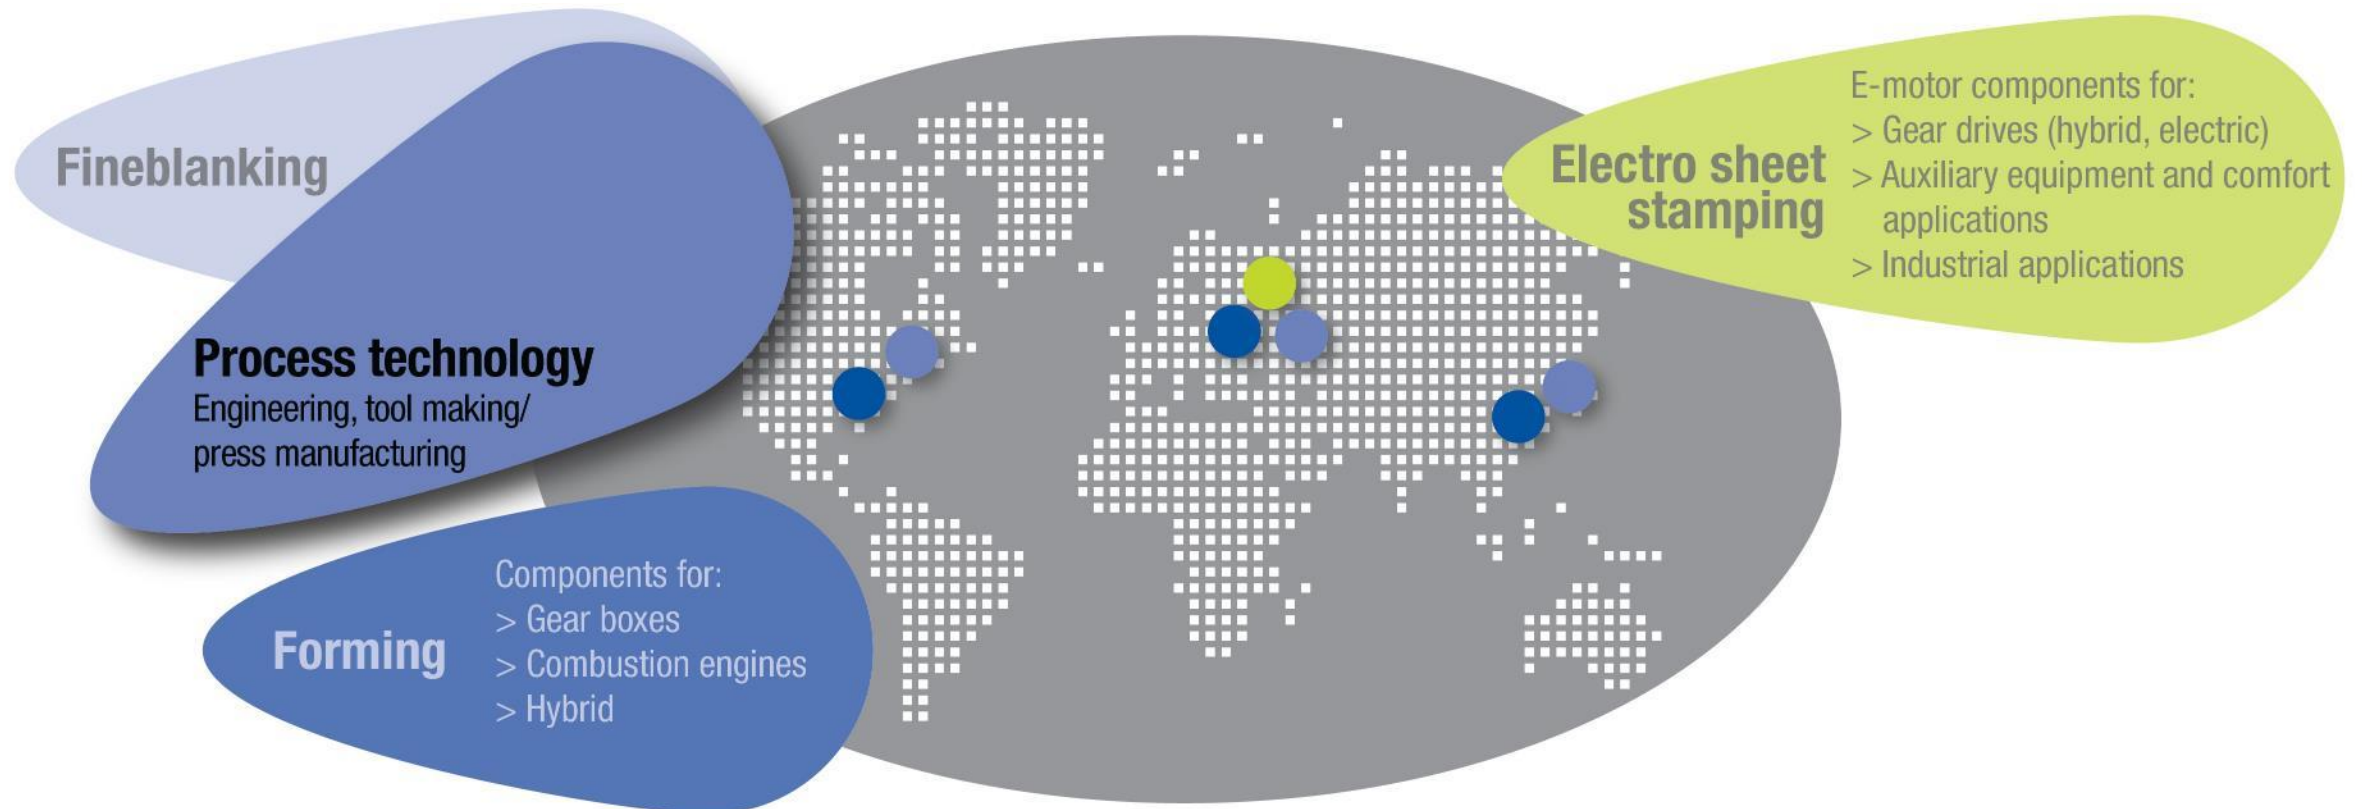 Fineblanking
Process technology
Engineering, tool making/
press manufacturing
Forming
Components for:
> Gear boxes
> Combustion engines
> Hybrid
Electro sheet
stamping
E-motor components for:
> Gear drives (hybrid, electric)
> Auxiliary equipment and comfort
applications
> Industrial applications